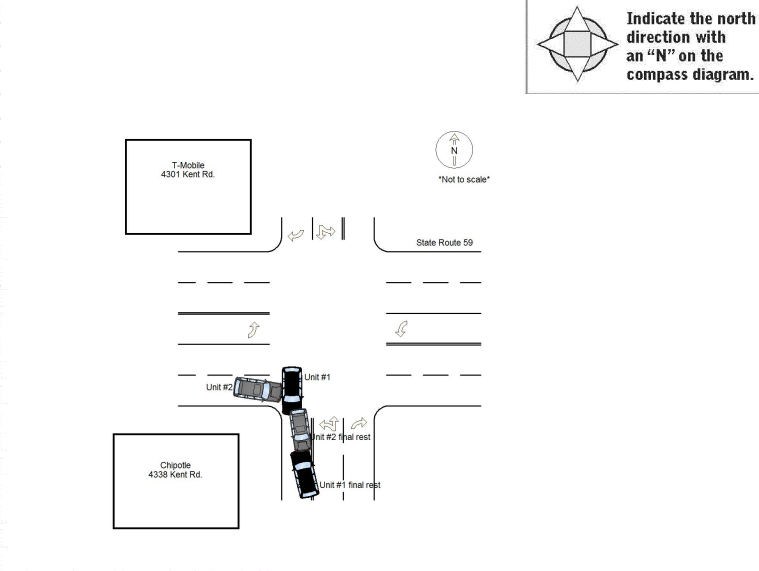 Indicate the north
direction with
an “N” on the
compass diagram.
T-Mobile
4301 Kent Rd.
N
*Not to scale*
State Route 59
Unit #1
Unit #2
Unit #2 final rest
Unit #1 final rest
Chipotle
4338 Kent Rd.